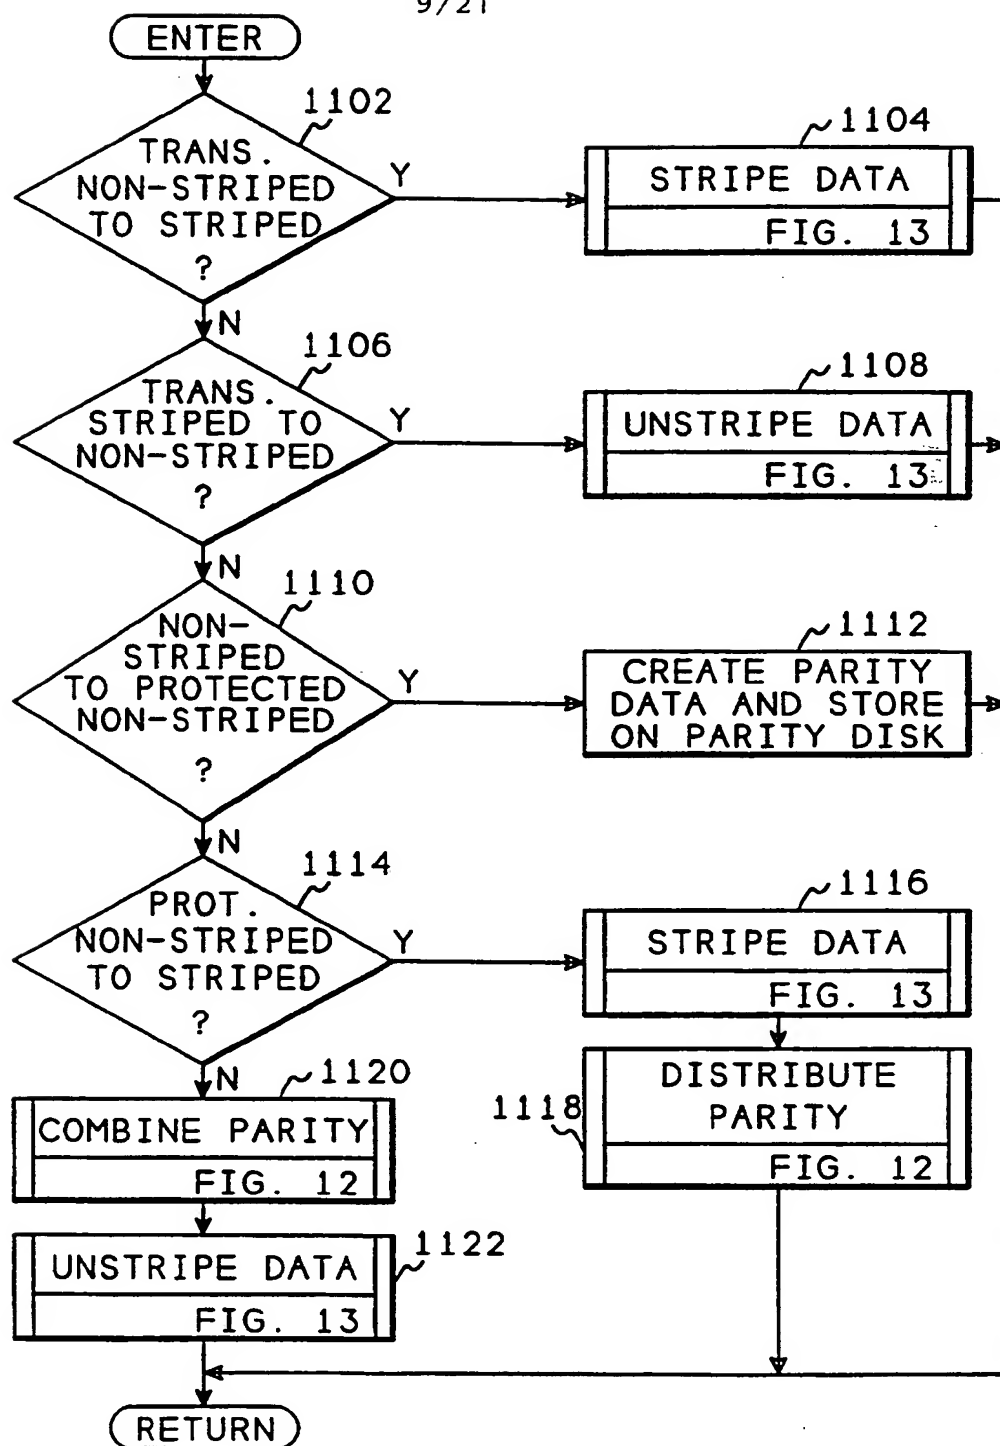 9/21
ENTER
1102
TRANS.
NON-STRIPED
TO STRIPED
?
Y
N
1104
STRIPE DATA
FIG. 13
1106
TRANS.
STRIPED TO
NON-STRIPED
?
Y
N
1108
UNSTRIPE DATA
FIG. 13
1110
NON-
STRIPED
TO PROTECTED
NON-STRIPED
?
Y
N
1112
CREATE PARITY
DATA AND STORE
ON PARITY DISK
1114
PROT.
NON-STRIPED
TO STRIPED
?
Y
N
1116
STRIPE DATA
FIG. 13
1118
DISTRIBUTE
PARITY
FIG. 12
1120
COMBINE PARITY
FIG. 12
1122
UNSTRIPE DATA
FIG. 13
RETURN